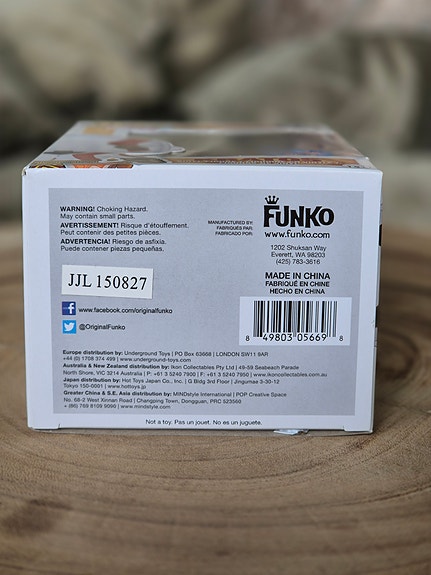 WARNING! Choking Hazard.
May contain small parts.
AVERTISSEMENT! Risque d'étouffement.
Peut contenir des petites pièces.
ADVERTENCIA! Riesgo de asfixia.
Puede contener piezas pequeñas.
MANUFACTURED BY:
FABRIQUÉS PAR:
FABRICADO POR:
FUNKO
www.funko.com
1202 Shuksan Way
Everett, WA 98203
(425) 783-3616
MADE IN CHINA
FABRIQUÉ EN CHINE
HECHO EN CHINA
JJL 150827
www.facebook.com/originalfunko
@OriginalFunko
8 49803 05669 8
Europe distribution by: Underground Toys | PO Box 63668 | LONDON SW11 9AR
+44 (0) 1708 374 499 | www.underground-toys.com
Australia & New Zealand distribution by: Ikon Collectables Pty Ltd | 49-59 Seabeach Parade
North Shore, VIC 3214 Australia | P: +61 3 5240 7900 | F: +61 3 5240 7950 | www.ikoncollectables.com.au
Japan distribution by: Hot Toys Japan Co., Inc. | G Bldg 3rd Floor | Jingumae 3-30-12
Tokyo 150-0001 | www.hottoys.jp
Greater China & S.E. Asia distribution by: MINDstyle International | POP Creative Space
No. 68-2 West Xinnan Road | Changping Town, Dongguan, PRC 523560
+ 86 769 8109 9996 | www.mindstyle.com
Not a toy. Pas un jouet. No es un juguete.